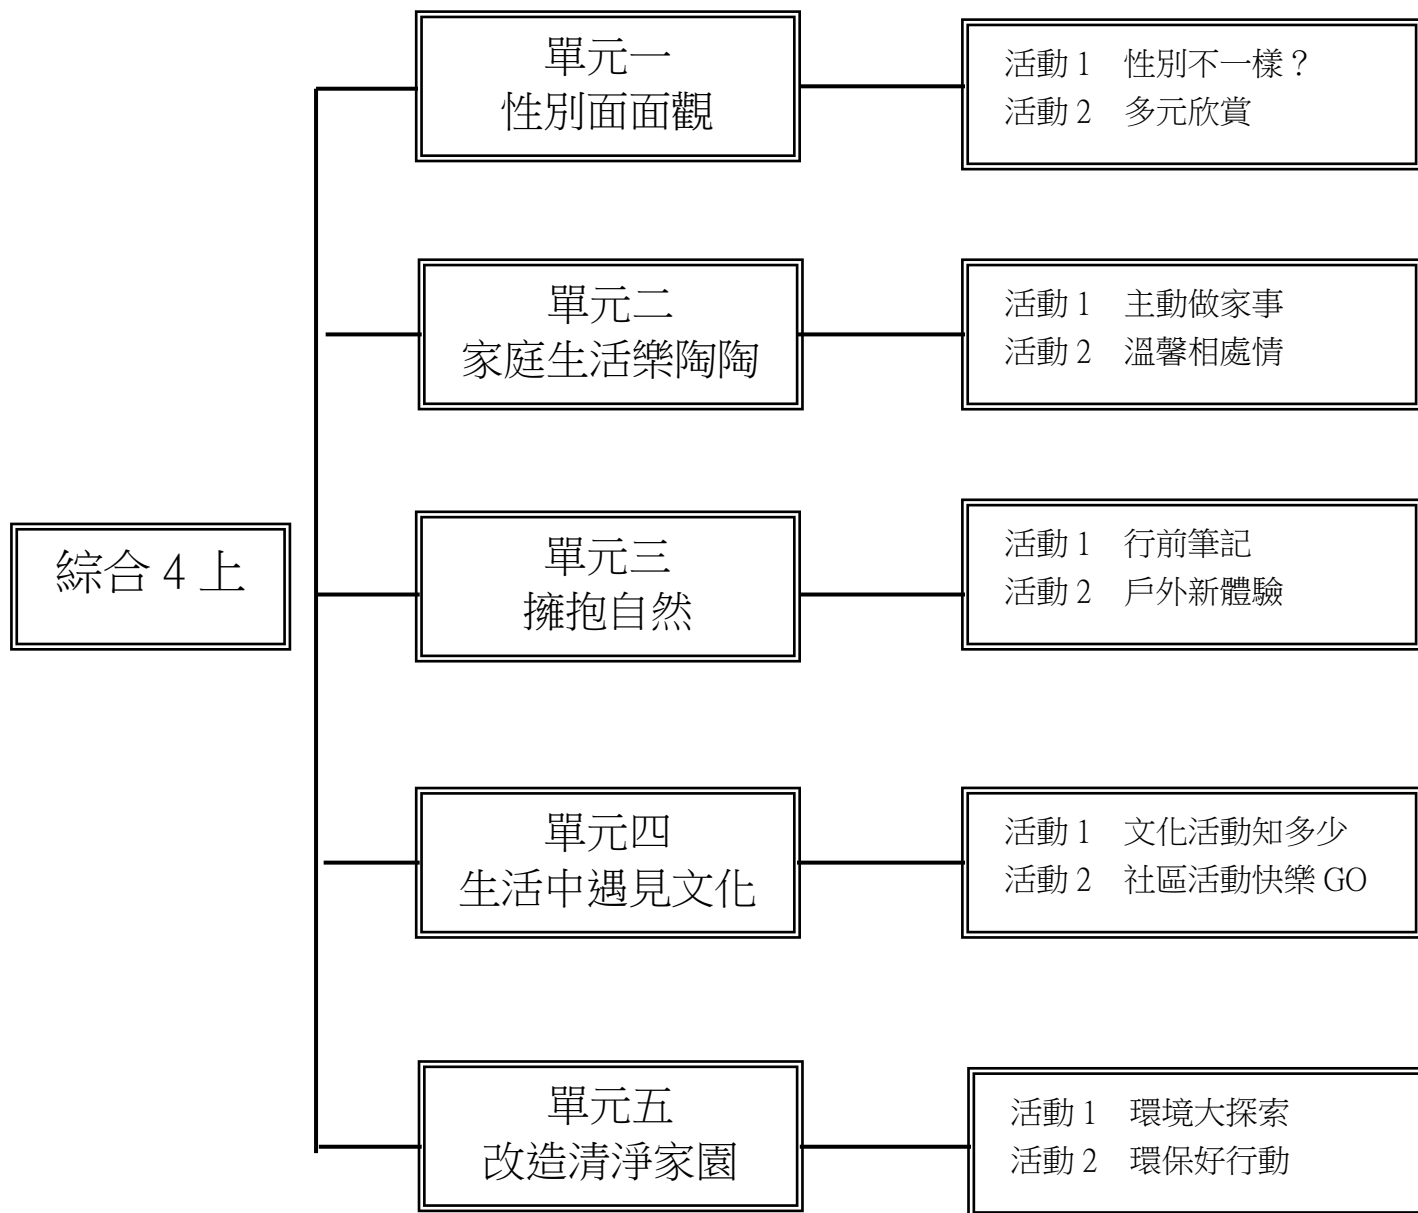 綜合 4 上
單元一
性別面面觀
活動 1　性別不一樣？
活動 2　多元欣賞
單元二
家庭生活樂陶陶
活動 1　主動做家事
活動 2　溫馨相處情
單元三
擁抱自然
活動 1　行前筆記
活動 2　戶外新體驗
單元四
生活中遇見文化
活動 1　文化活動知多少
活動 2　社區活動快樂 GO
單元五
改造清淨家園
活動 1　環境大探索
活動 2　環保好行動